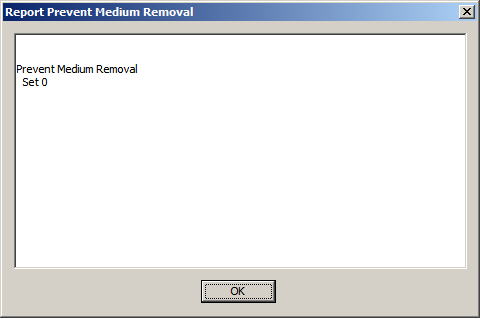 Report Prevent Medium Removal
Prevent Medium Removal
Set 0
OK